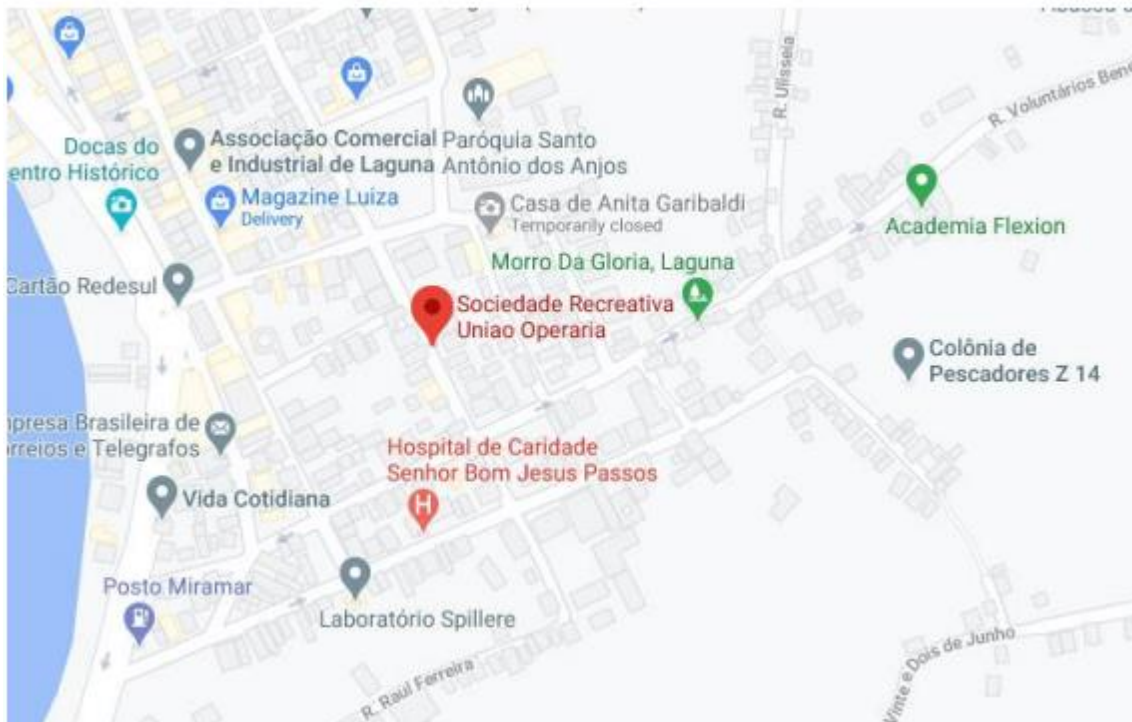 R. Ulisseia
R. Voluntários Bene
Docas do
entro Histórico
Associação Comercial
e Industrial de Laguna
Paróquia Santo
Antônio dos Anjos
Magazine Luiza
Delivery
Casa de Anita Garibaldi
Temporarily closed
Academia Flexion
Morro Da Gloria, Laguna
Cartão Redesul
Sociedade Recreativa
Uniao Operaria
Colônia de
Pescadores Z 14
mpresa Brasileira de
orreios e Telegrafos
Hospital de Caridade
Senhor Bom Jesus Passos
H
Vida Cotidiana
Posto Miramar
Laboratório Spillere
R. Raul Ferreira
Vinte e Dois de Junho